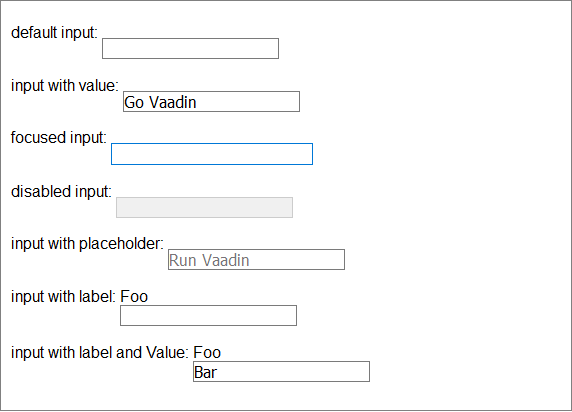 default input:
input with value:
Go Vaadin
focused input:
disabled input:
input with placeholder:
Run Vaadin
input with label: Foo
input with label and Value: Foo
Bar